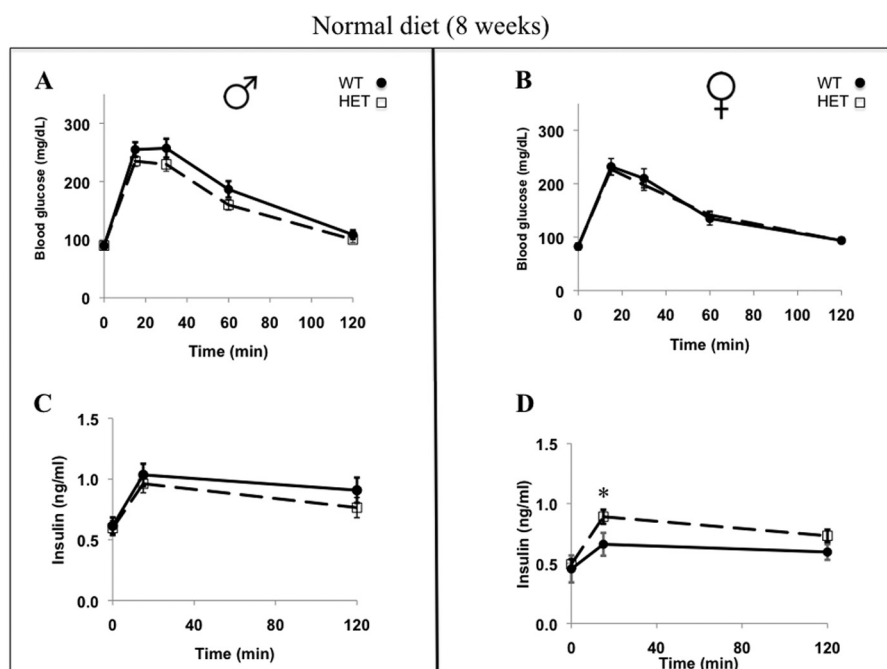 Normal diet (8 weeks)
A
WT
HET
Blood glucose (mg/dL)
300
200
100
0
0 20 40 60 80 100 120
Time (min)
B
WT
HET
Blood glucose (mg/dL)
300
200
100
0
0 20 40 60 80 100 120
Time (min)
C
Insulin (ng/ml)
1.5
1.0
0.5
0.0
0 40 80 120
Time (min)
D
Insulin (ng/ml)
1.5
1.0
0.5
0.0
*
0 40 80 120
Time (min)